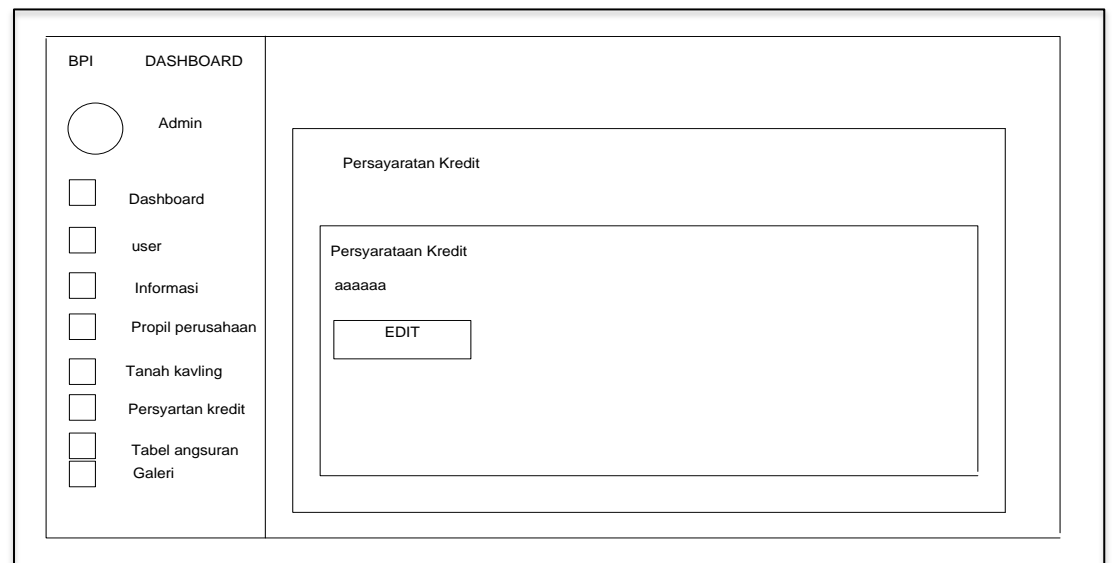 BPI DASHBOARD
Admin
Dashboard
user
Informasi
Propil perusahaan
Tanah kavling
Persyartan kredit
Tabel angsuran
Galeri
Persayaratan Kredit
Persyarataan Kredit
aaaaaa
EDIT